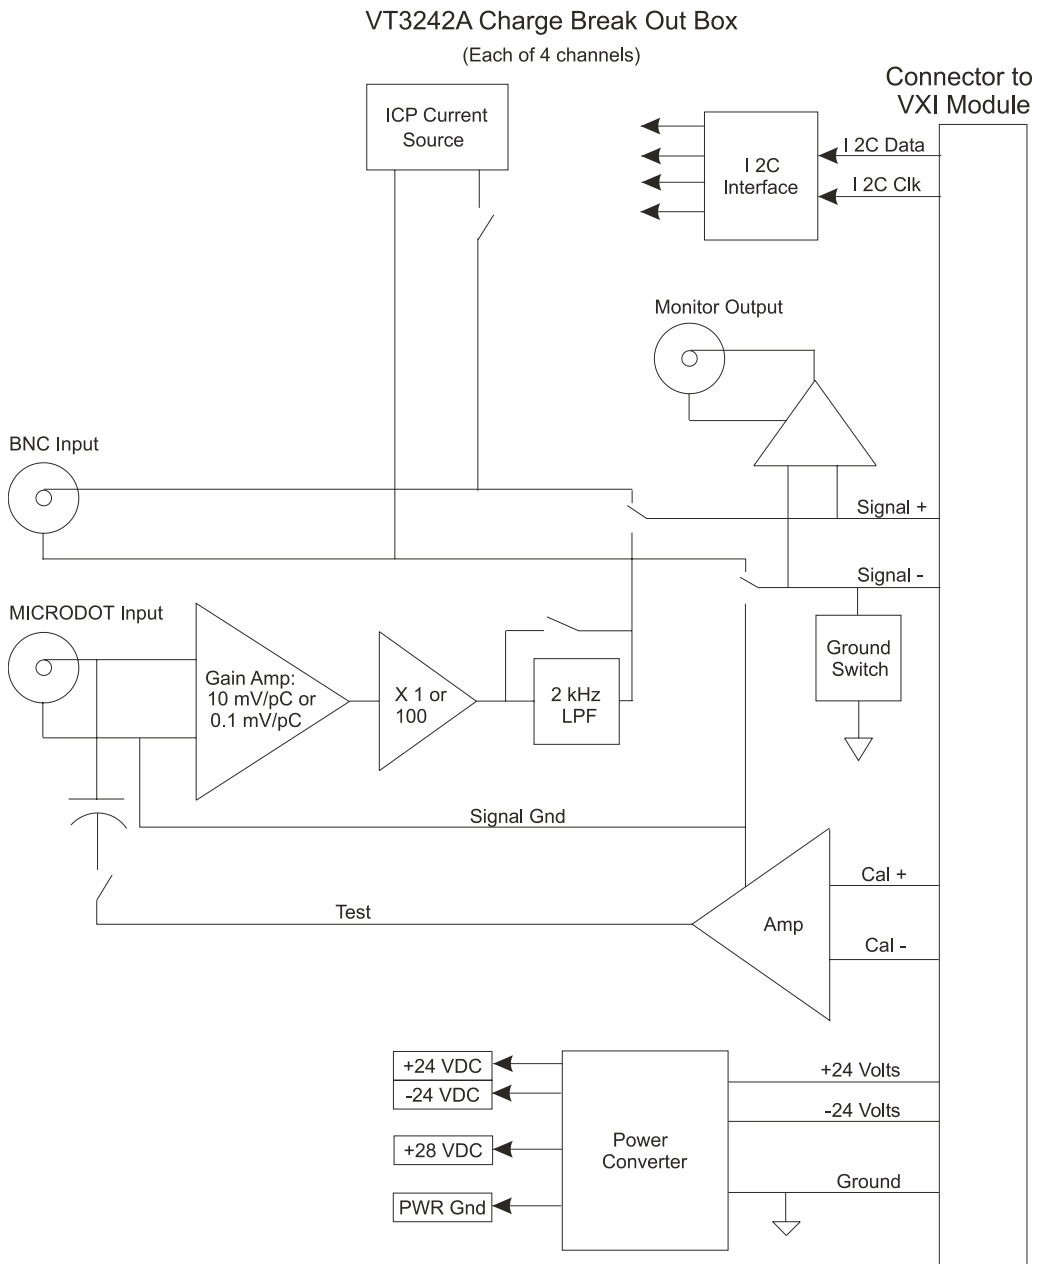 VT3242A Charge Break Out Box
(Each of 4 channels)
Connector to
VXI Module
ICP Current
Source
I 2C
Interface
I 2C Data
I 2C Clk
Monitor Output
BNC Input
Signal +
Signal -
MICRODOT Input
Gain Amp:
10 mV/pC or
0.1 mV/pC
X 1 or
100
2 kHz
LPF
Ground
Switch
Signal Gnd
Test
Amp
Cal +
Cal -
+24 VDC
-24 VDC
+28 VDC
PWR Gnd
Power
Converter
+24 Volts
-24 Volts
Ground